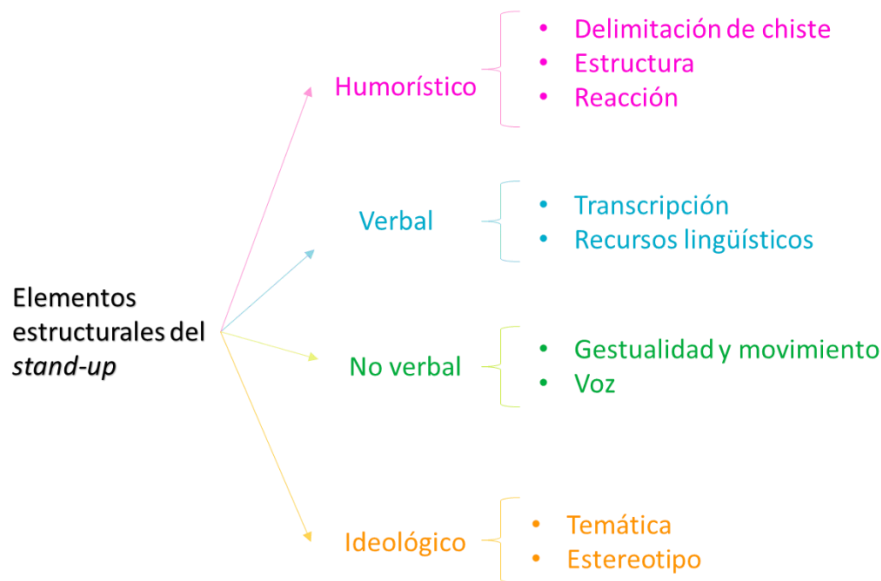 Elementos
estructurales del
stand-up
Humorístico
• Delimitación de chiste
• Estructura
• Reacción
Verbal
• Transcripción
• Recursos lingüísticos
No verbal
• Gestualidad y movimiento
• Voz
Ideológico
• Temática
• Estereotipo